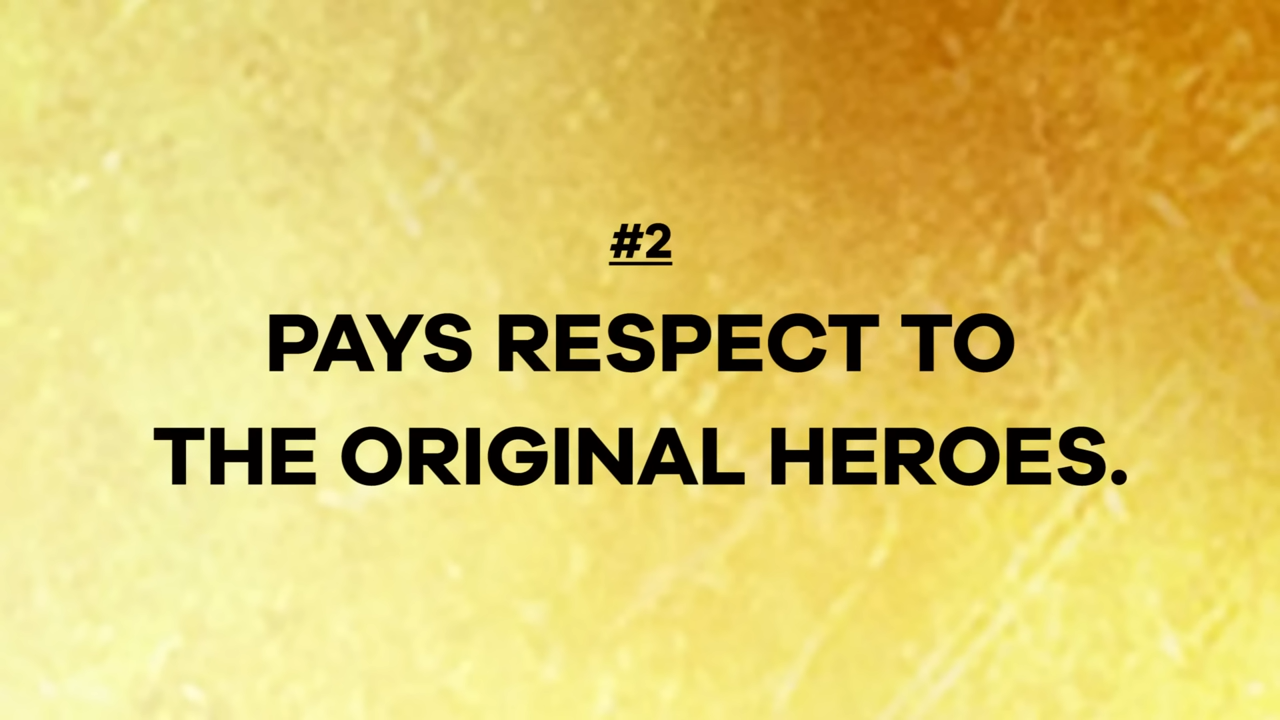 #2
PAYS RESPECT TO
THE ORIGINAL HEROES.